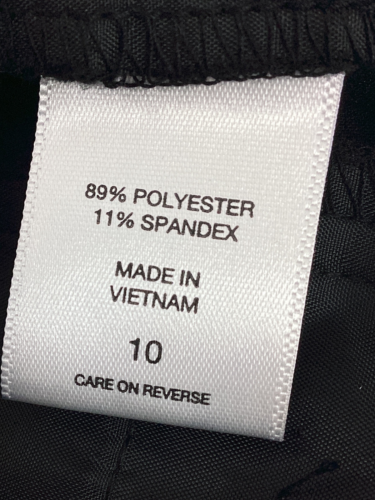 89% POLYESTER
11% SPANDEX
MADE IN
VIETNAM
10
CARE ON REVERSE